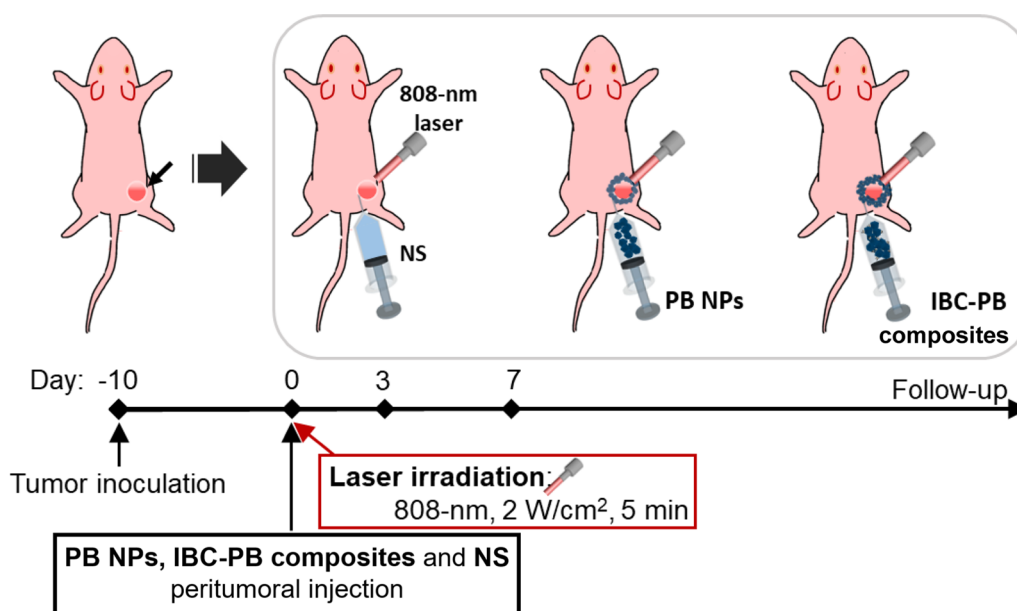 808-nm
laser
NS
PB NPs
IBC-PB
composites
Day: -10 0 3 7
Follow-up
Tumor inoculation
Laser irradiation:
808-nm, 2 W/cm², 5 min
PB NPs, IBC-PB composites and NS
peritumoral injection